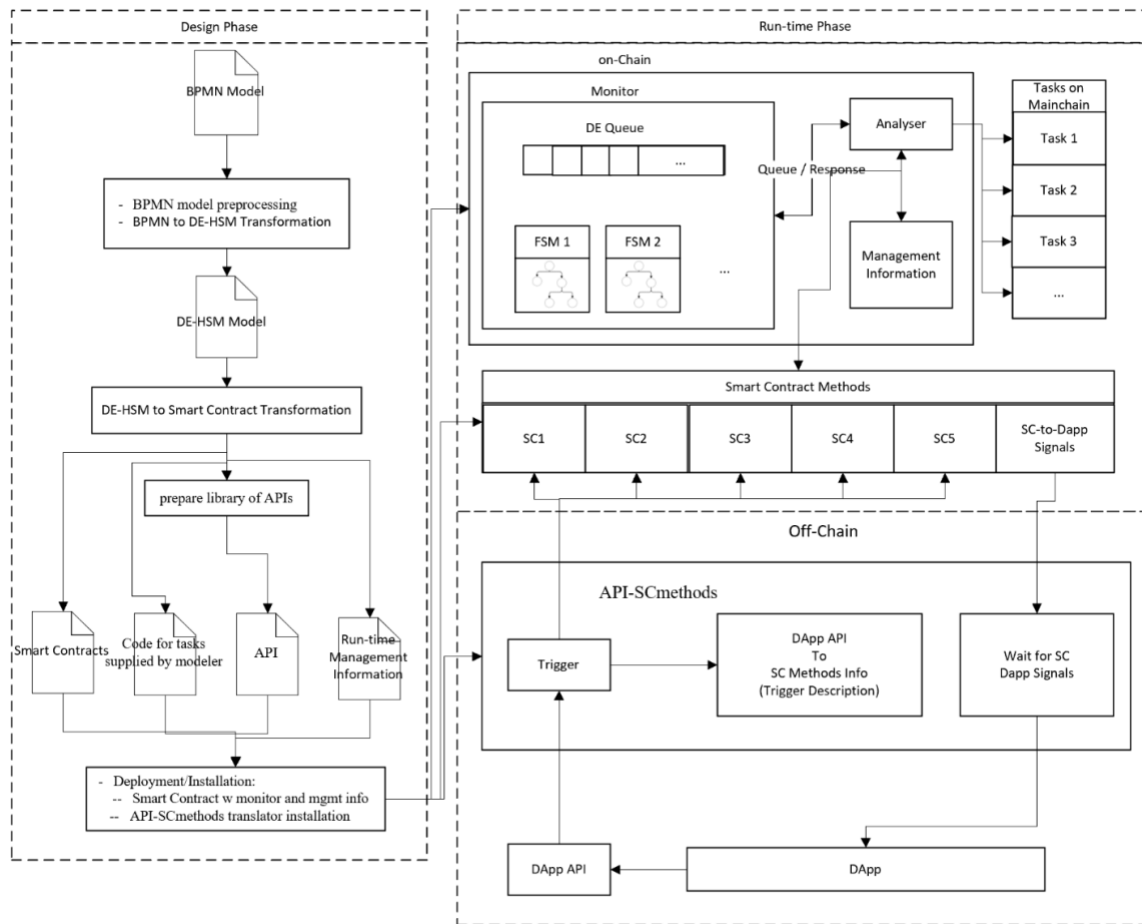 Design Phase
BPMN Model
- BPMN model preprocessing
- BPMN to DE-HSM Transformation
DE-HSM Model
DE-HSM to Smart Contract Transformation
prepare library of APIs
Smart Contracts
Code for tasks
supplied by modeler
API
Run-time
Management
Information
- Deployment/Installation:
-- Smart Contract w monitor and mgmt info
-- API-SCmethods translator installation
Run-time Phase
on-Chain
Monitor
DE Queue
...
FSM 1
FSM 2
...
Queue / Response
Analyser
Management
Information
Tasks on
Mainchain
Task 1
Task 2
Task 3
...
Smart Contract Methods
SC1
SC2
SC3
SC4
SC5
SC-to-Dapp
Signals
Off-Chain
API-SCmethods
Trigger
DApp API
To
SC Methods Info
(Trigger Description)
Wait for SC
Dapp Signals
DApp API
DApp